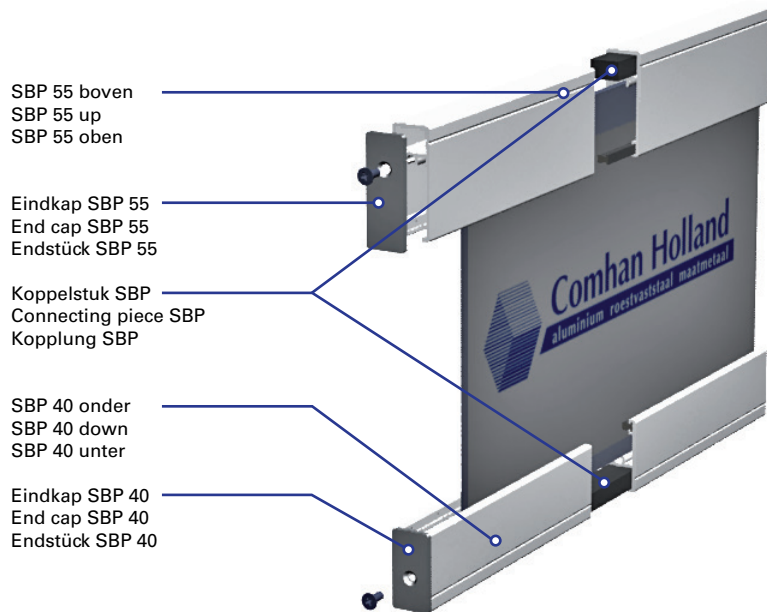 SBP 55 boven
SBP 55 up
SBP 55 oben
Eindkap SBP 55
End cap SBP 55
Endstück SBP 55
Koppelstuk SBP
Connecting piece SBP
Kopplung SBP
SBP 40 onder
SBP 40 down
SBP 40 unter
Eindkap SBP 40
End cap SBP 40
Endstück SBP 40
Comhan Holland
aluminium roestvaststaal maatmetaal